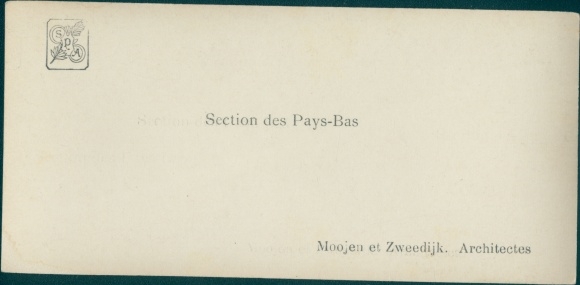 S D A
Section des Pays-Bas
Moojen et Zweedijk. Architectes